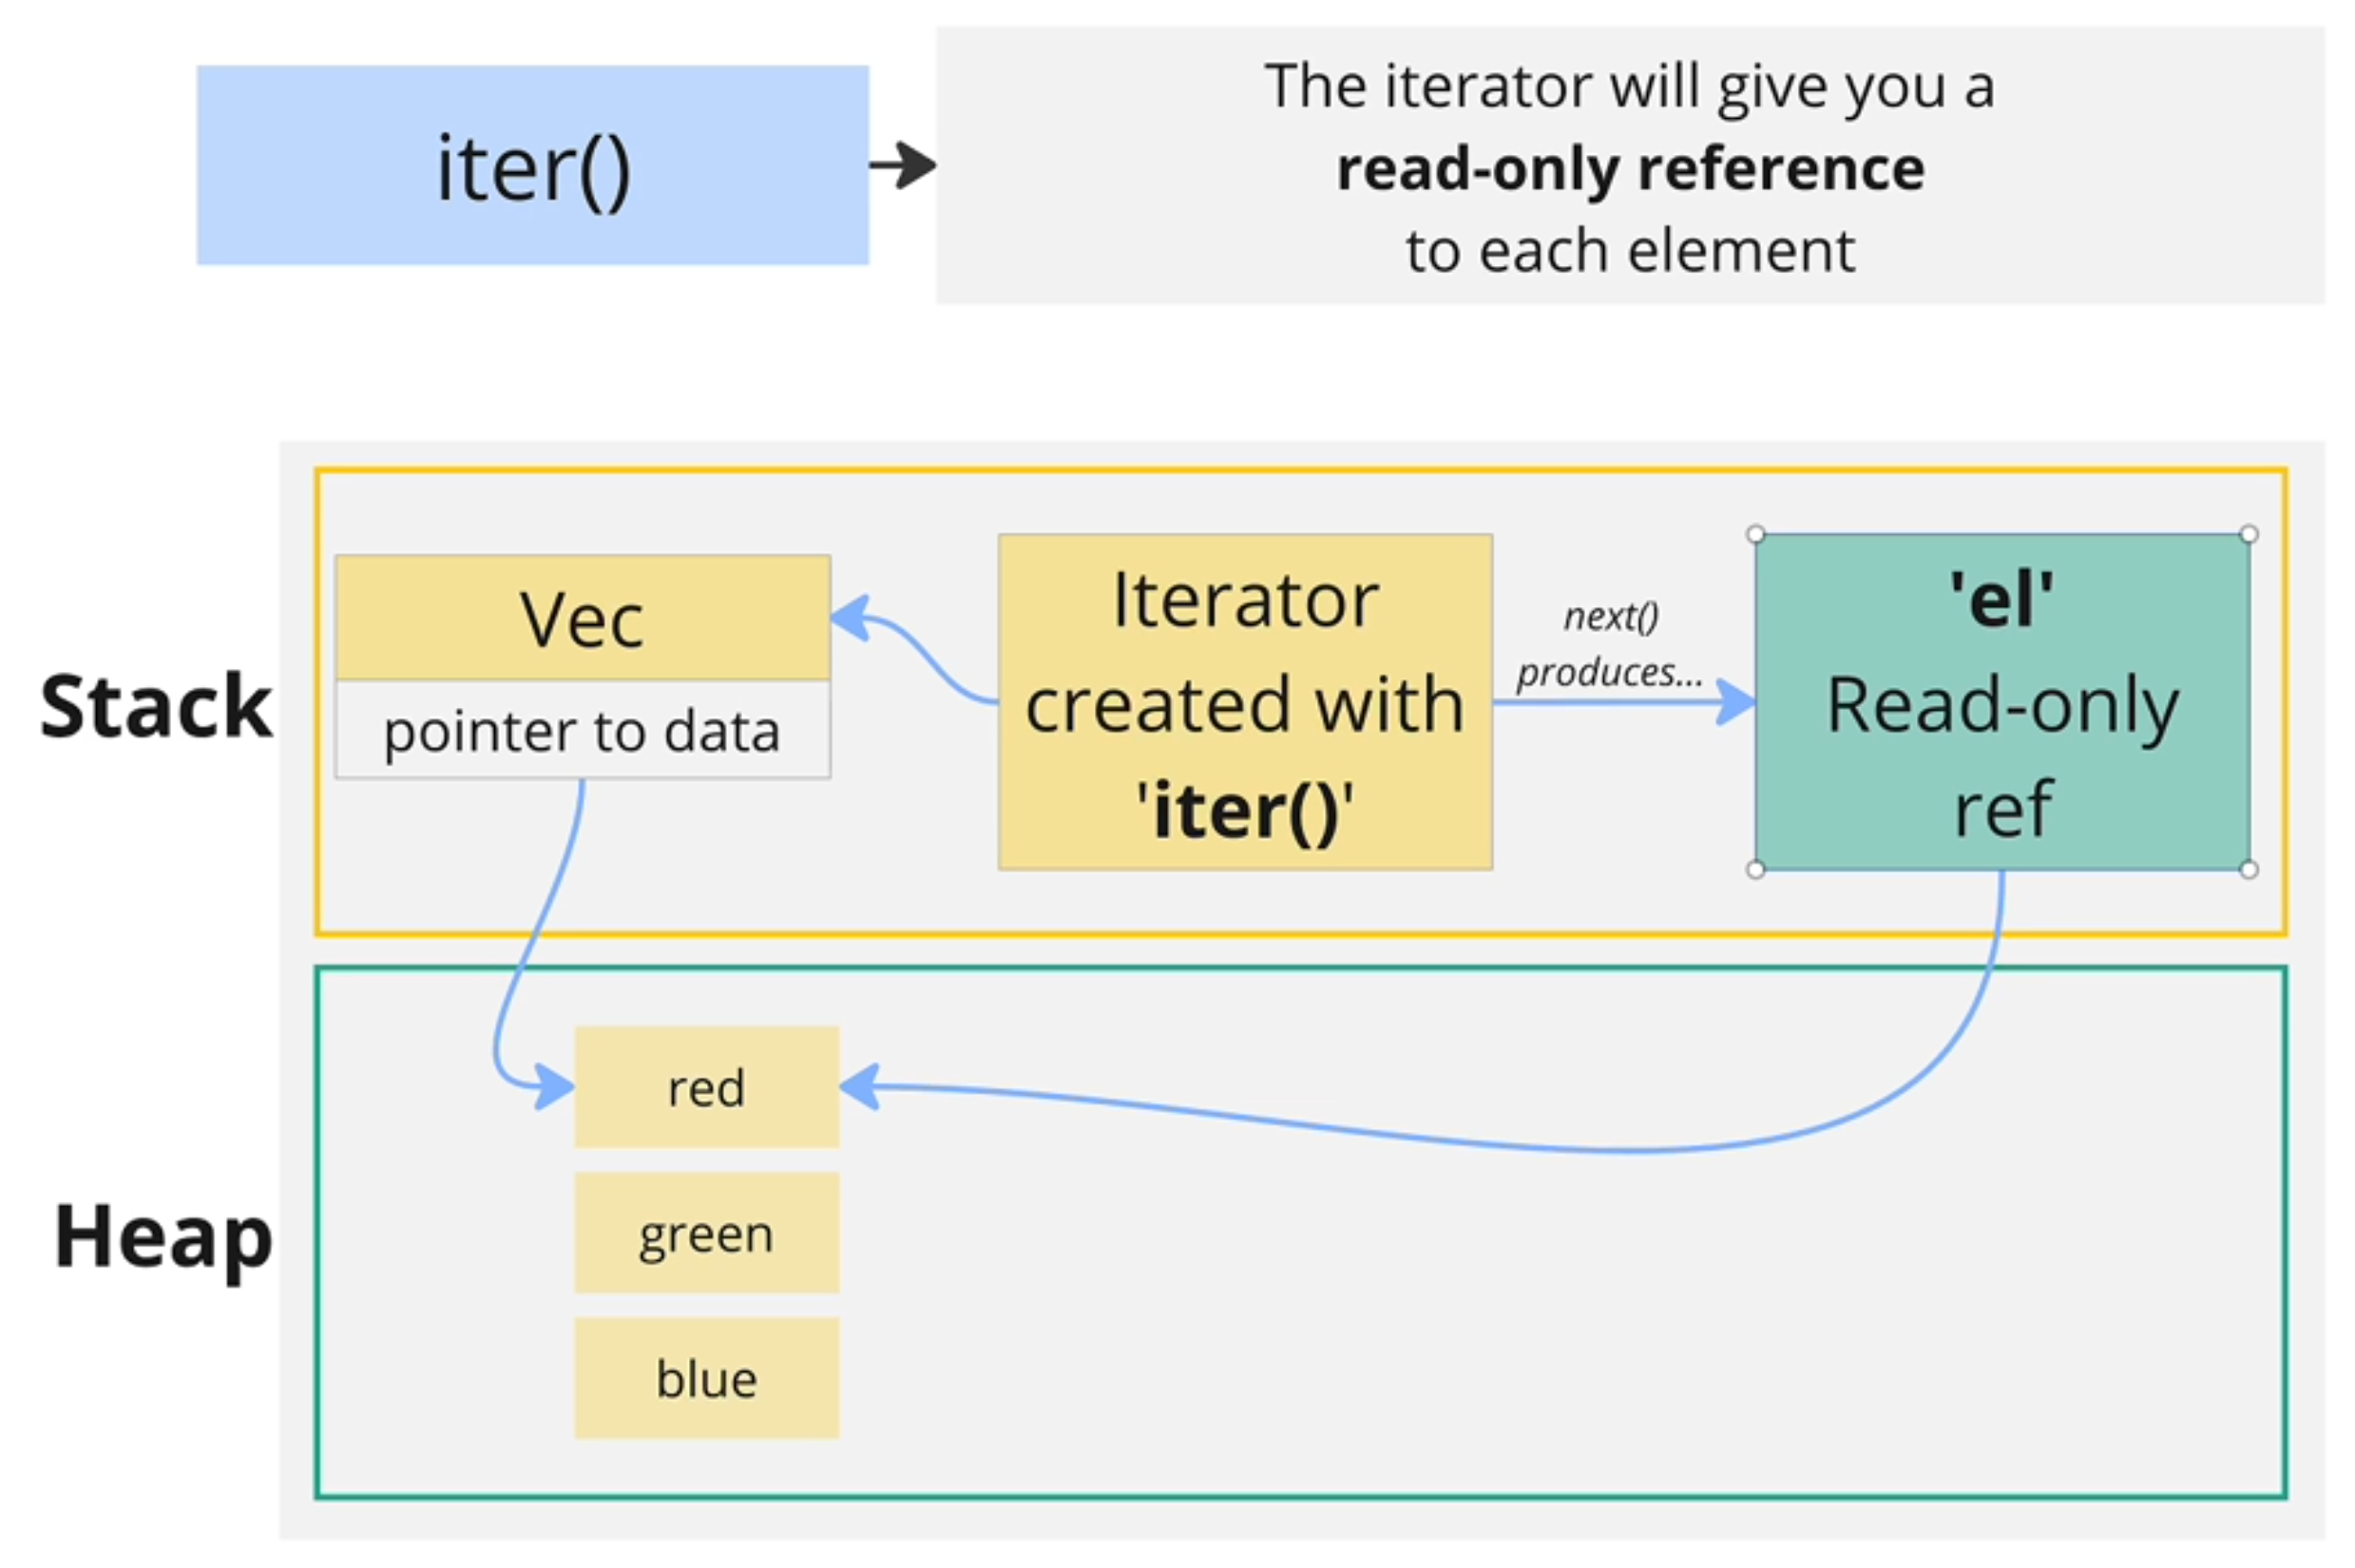 iter()
The iterator will give you a
read-only reference
to each element
Stack
Vec
pointer to data
Iterator
created with
'iter()'
next()
produces...
'el'
Read-only
ref
Heap
red
green
blue